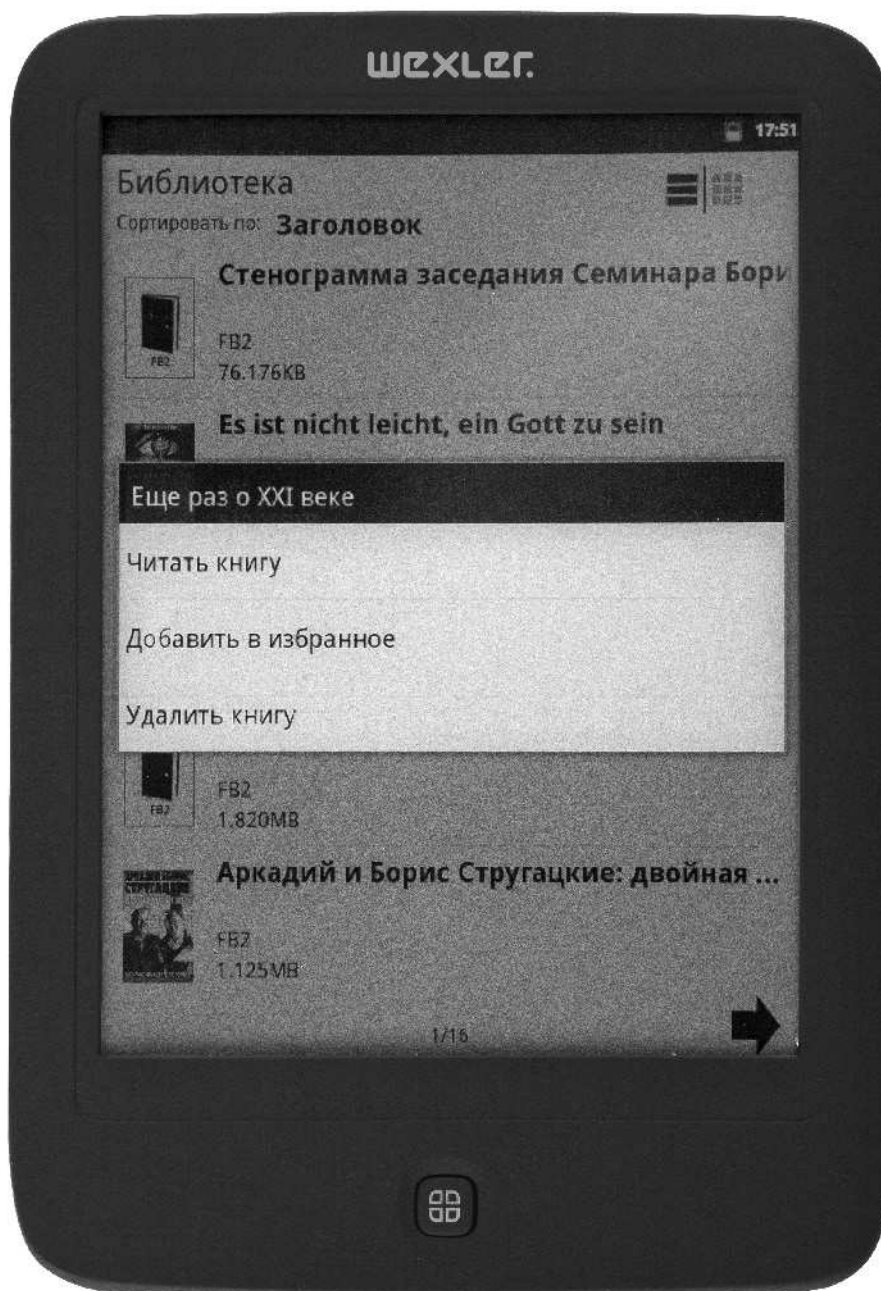 wexler.
17:51
Библиотека
Сортировать по: Заголовок
Стенограмма заседания Семинара Бори
FB2
FB2
76.176KB
Es ist nicht leicht, ein Gott zu sein
Еще раз о XXI веке
Читать книгу
Добавить в избранное
Удалить книгу
FB2
FB2
1.820MB
Аркадий и Борис Стругацкие: двойная ...
СТРУГАЦКИЕ
FB2
1.125MB
1/16